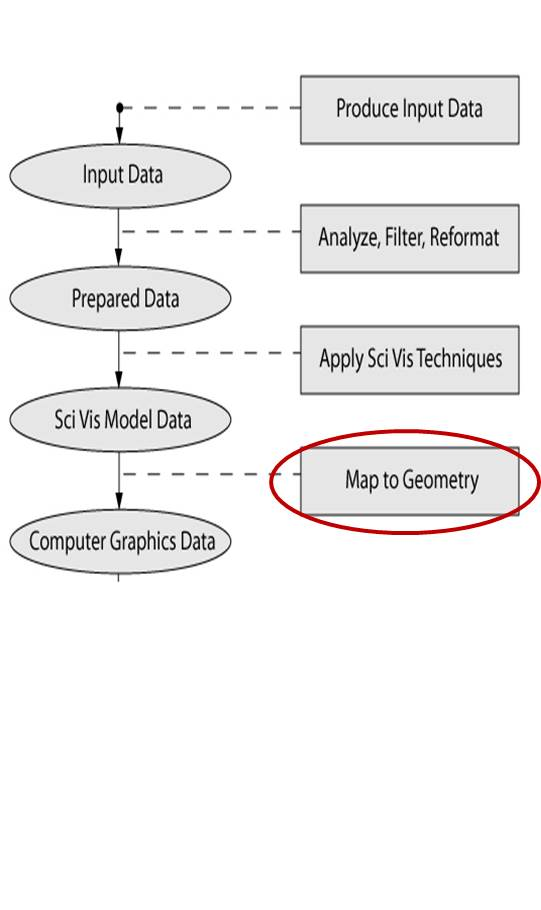 Produce Input Data
Input Data
Analyze, Filter, Reformat
Prepared Data
Apply Sci Vis Techniques
Sci Vis Model Data
Map to Geometry
Computer Graphics Data